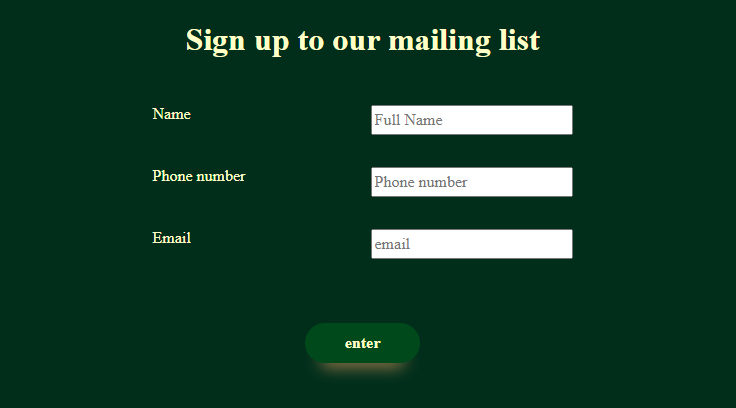 Sign up to our mailing list
Name
Full Name
Phone number
Phone number
Email
email
enter